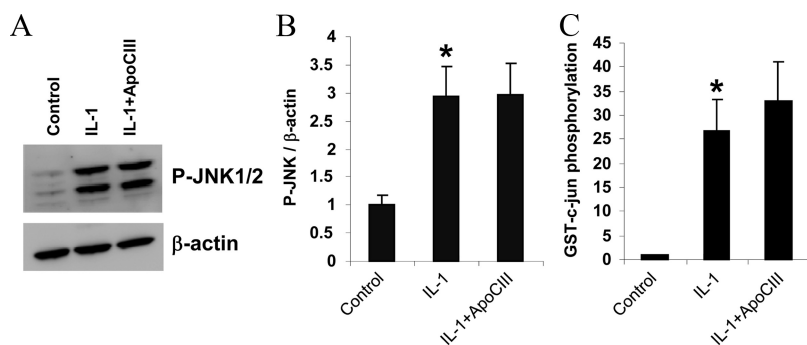 A
Control
IL-1
IL-1+ApoCIII
P-JNK1/2
β-actin
B
P-JNK / β-actin
4
3.5
3
2.5
2
1.5
1
0.5
0
*
Control
IL-1
IL-1+ApoCIII
C
GST-c-jun phosphorylation
45
40
35
30
25
20
15
10
5
0
*
Control
IL-1
IL-1+ApoCIII